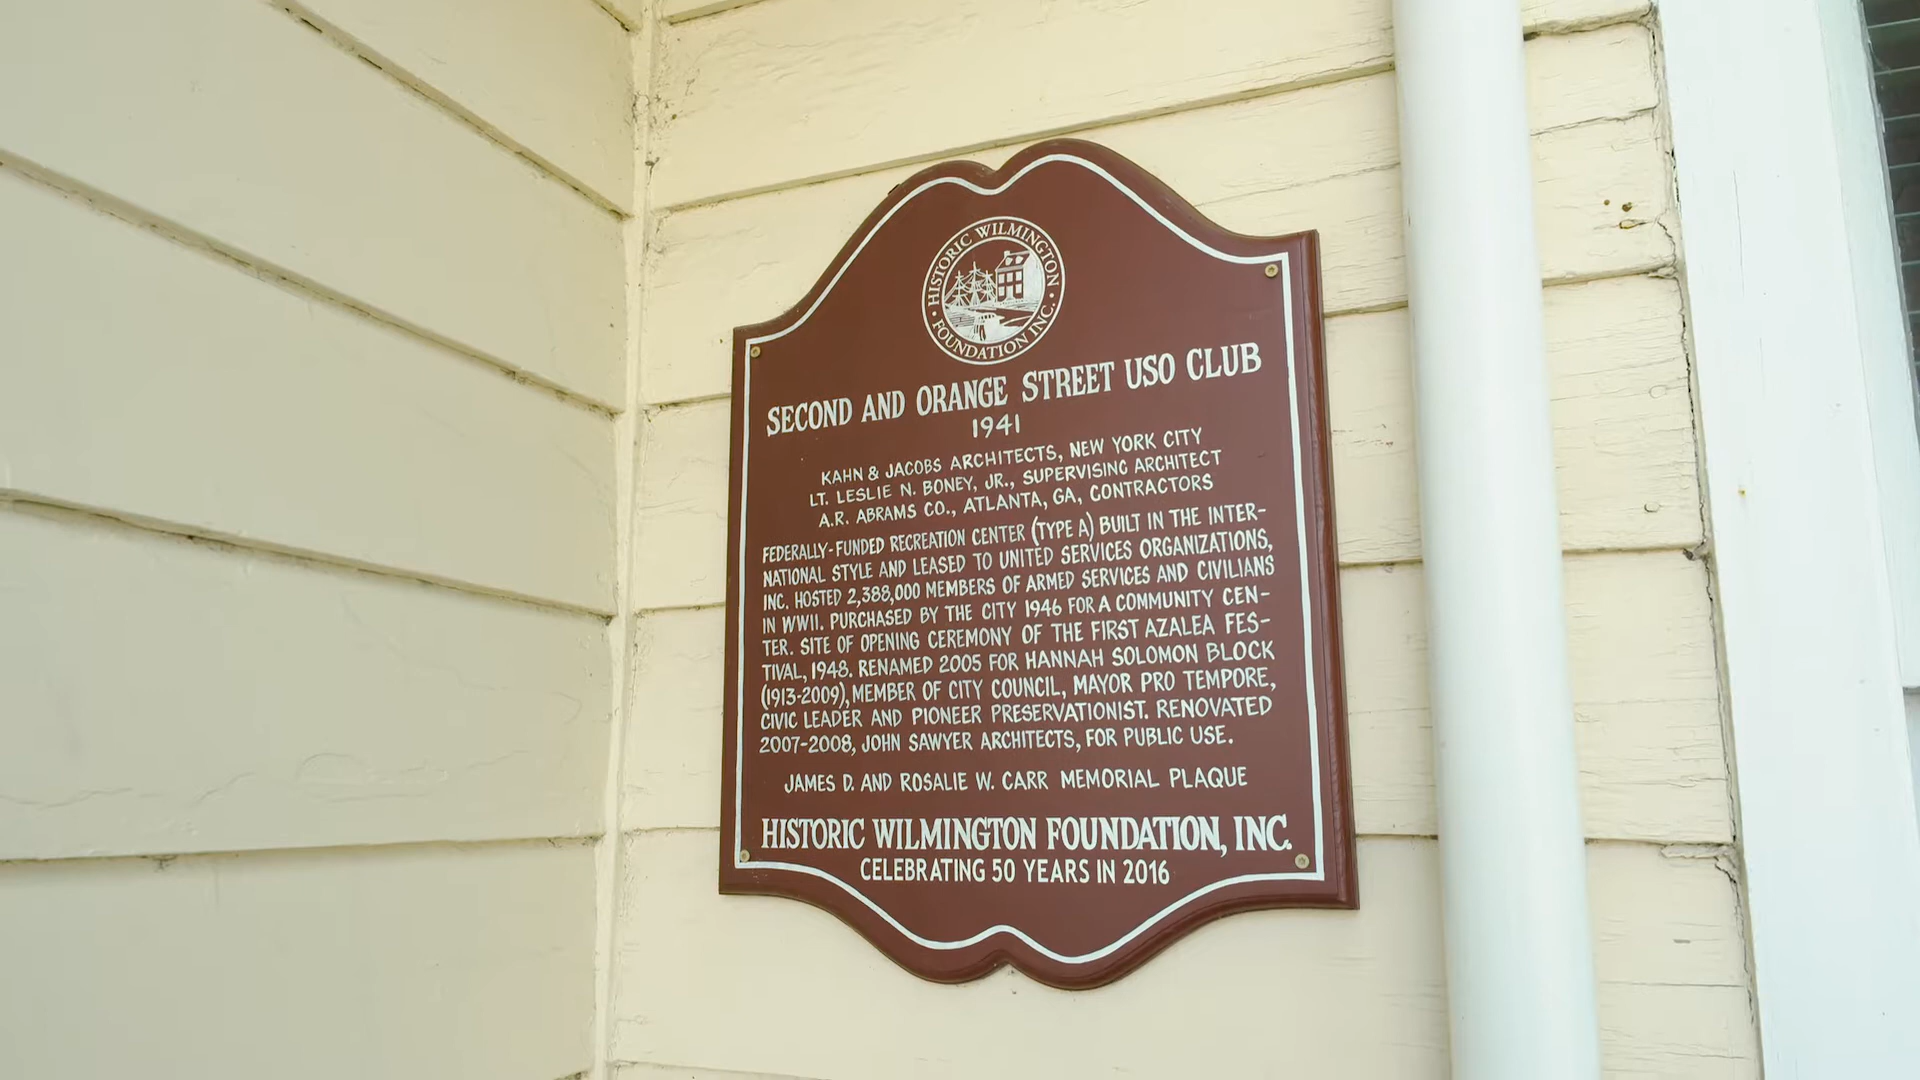 HISTORIC WILMINGTON
FOUNDATION INC.
SECOND AND ORANGE STREET USO CLUB
1941
KAHN & JACOBS ARCHITECTS, NEW YORK CITY
LT. LESLIE N. BONEY, JR., SUPERVISING ARCHITECT
A.R. ABRAMS CO., ATLANTA, GA, CONTRACTORS
FEDERALLY-FUNDED RECREATION CENTER (TYPE A) BUILT IN THE INTER-
NATIONAL STYLE AND LEASED TO UNITED SERVICES ORGANIZATIONS,
INC. HOSTED 2,388,000 MEMBERS OF ARMED SERVICES AND CIVILIANS
IN WWII. PURCHASED BY THE CITY 1946 FOR A COMMUNITY CEN-
TER. SITE OF OPENING CEREMONY OF THE FIRST AZALEA FES-
TIVAL, 1948. RENAMED 2005 FOR HANNAH SOLOMON BLOCK
(1913-2009), MEMBER OF CITY COUNCIL, MAYOR PRO TEMPORE,
CIVIC LEADER AND PIONEER PRESERVATIONIST. RENOVATED
2007-2008, JOHN SAWYER ARCHITECTS, FOR PUBLIC USE.
JAMES D. AND ROSALIE W. CARR MEMORIAL PLAQUE
HISTORIC WILMINGTON FOUNDATION, INC.
CELEBRATING 50 YEARS IN 2016